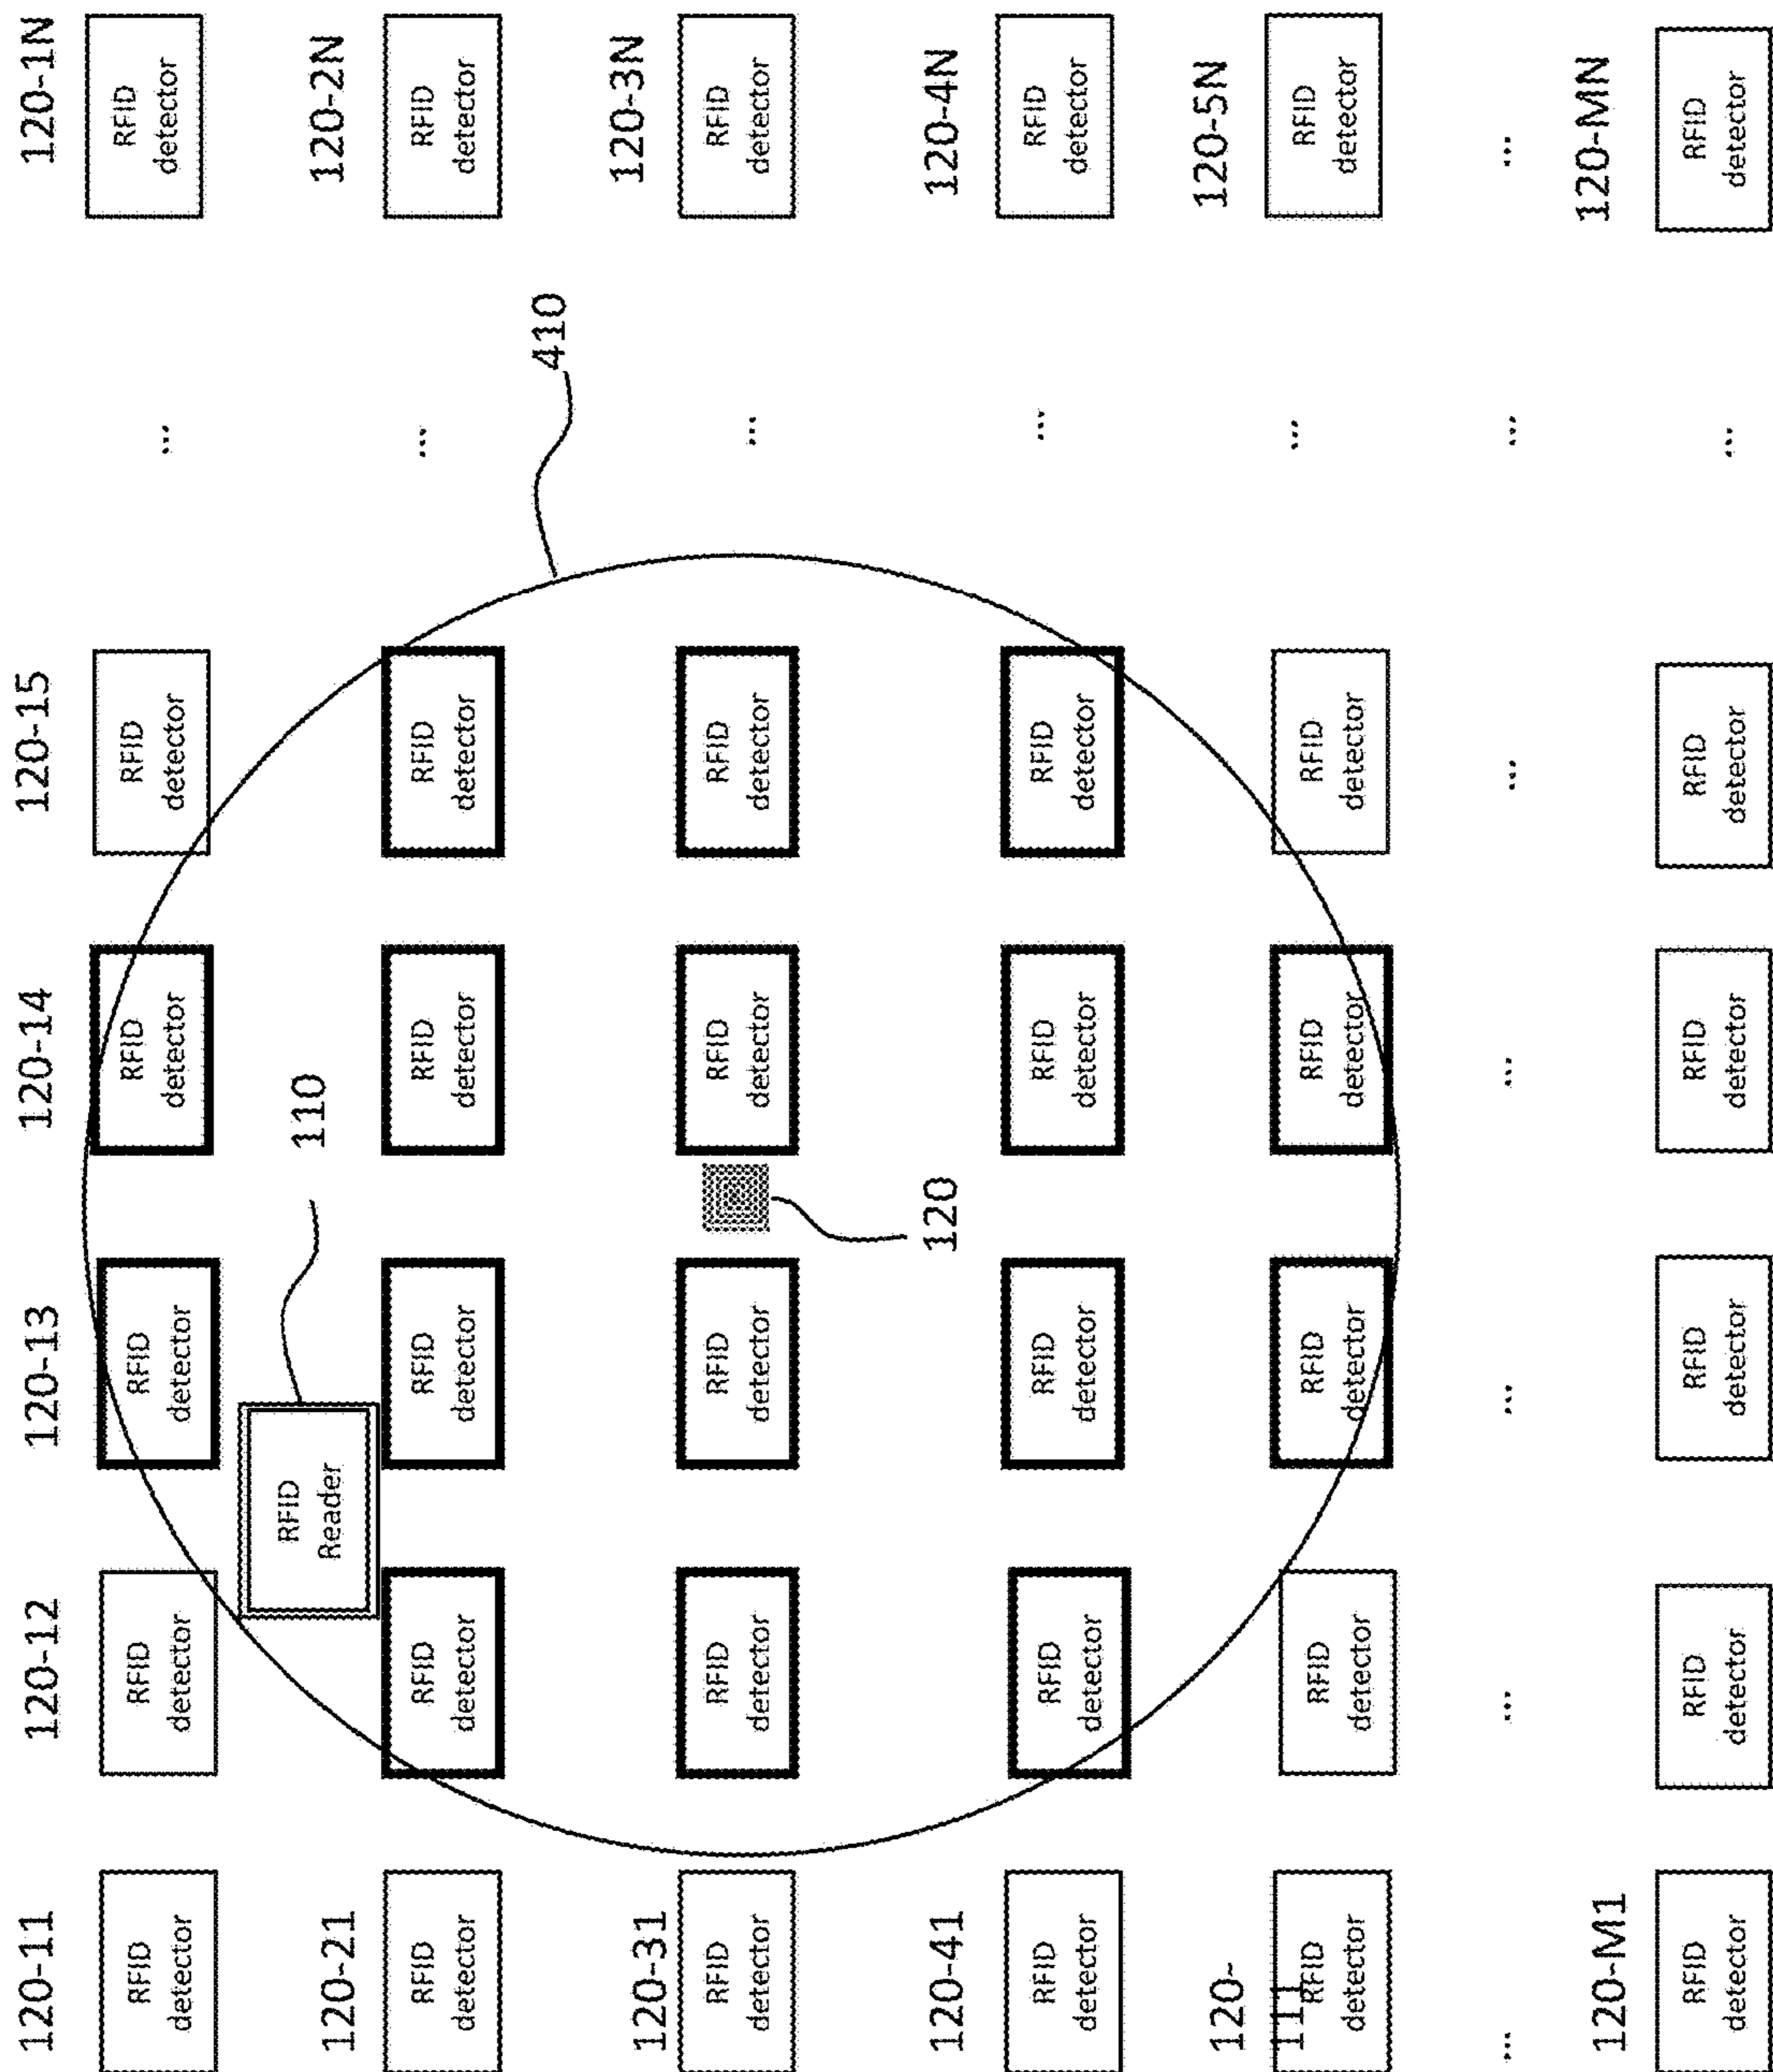 120-11 120-12 120-13 120-14 120-15 120-1N
RFID RFID RFID RFID RFID ... RFID
detector detector detector detector detector detector
110
RFID
Reader
120-21 120-2N
RFID RFID RFID RFID RFID ... RFID
detector detector detector detector detector detector
410
120-31 120-3N
RFID RFID RFID RFID RFID ... RFID
detector detector detector detector detector detector
120
120-41 120-4N
RFID RFID RFID RFID RFID ... RFID
detector detector detector detector detector detector
120- 120-5N
111
RFID RFID RFID RFID RFID ... RFID
detector detector detector detector detector detector
... ... ... ... ... ... ...
120-M1 120-MN
RFID RFID RFID RFID RFID ... RFID
detector detector detector detector detector detector